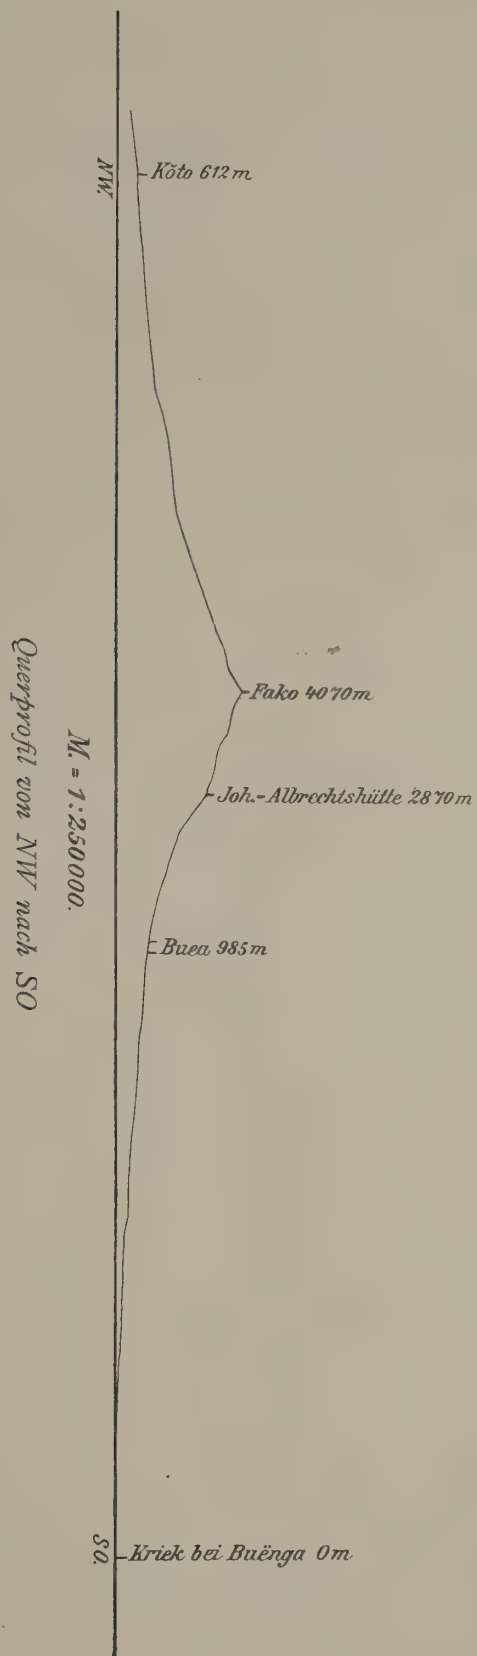 NW.
Kŏto 612 m
Fako 4070 m
Joh.-Albrechtshütte 2870 m
Buea 985 m
SO.
Kriek bei Buënga 0 m
M. = 1:250000.
Querprofil von NW nach SO